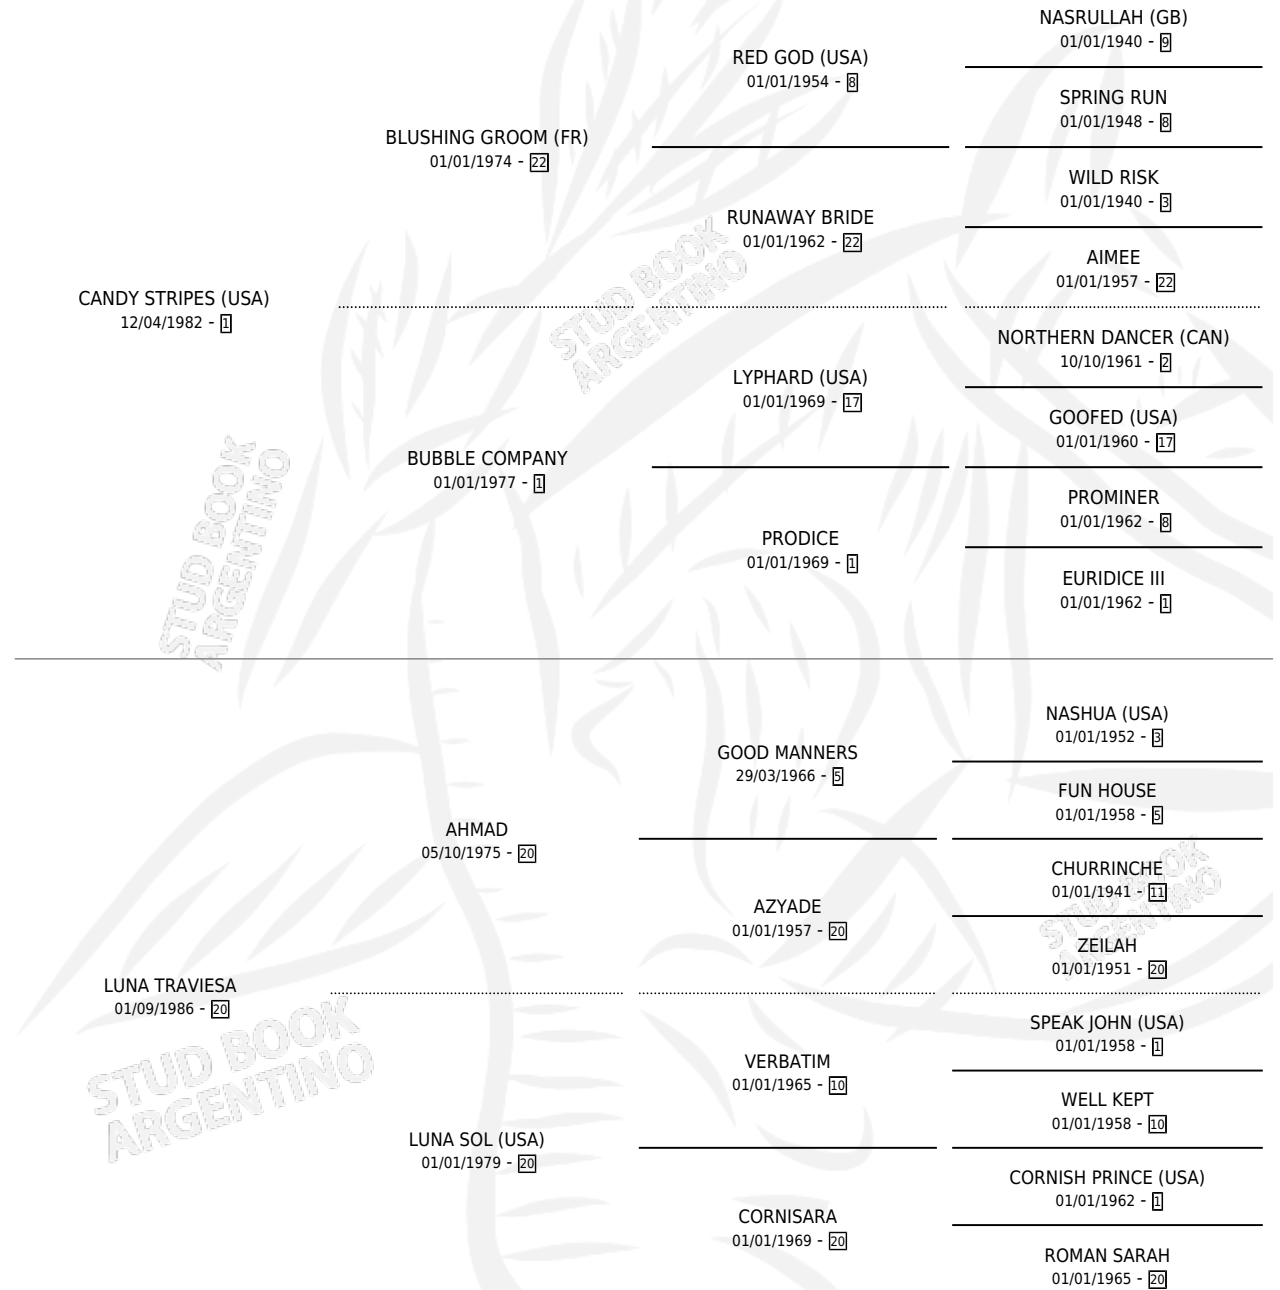 NASRULLAH (GB)
01/01/1940 - 9
RED GOD (USA)
01/01/1954 - 8
SPRING RUN
01/01/1948 - 8
BLUSHING GROOM (FR)
01/01/1974 - 22
WILD RISK
01/01/1940 - 3
RUNAWAY BRIDE
01/01/1962 - 22
AIMEE
01/01/1957 - 22
CANDY STRIPES (USA)
12/04/1982 - 1
NORTHERN DANCER (CAN)
10/10/1961 - 2
LYPHARD (USA)
01/01/1969 - 17
GOOFED (USA)
01/01/1960 - 17
BUBBLE COMPANY
01/01/1977 - 1
PROMINER
01/01/1962 - 8
PRODICE
01/01/1969 - 1
EURIDICE III
01/01/1962 - 1
STUD BOOK
ARGENTINO
STUD BOOK
ARGENTINO
NASHUA (USA)
01/01/1952 - 3
GOOD MANNERS
29/03/1966 - 5
FUN HOUSE
01/01/1958 - 5
AHMAD
05/10/1975 - 20
CHURRINCHE
01/01/1941 - 11
AZYADE
01/01/1957 - 20
ZEILAH
01/01/1951 - 20
STUD BOOK
ARGENTINO
LUNA TRAVIESA
01/09/1986 - 20
SPEAK JOHN (USA)
01/01/1958 - 1
VERBATIM
01/01/1965 - 10
WELL KEPT
01/01/1958 - 10
STUD BOOK
ARGENTINO
LUNA SOL (USA)
01/01/1979 - 20
CORNISH PRINCE (USA)
01/01/1962 - 1
CORNISARA
01/01/1969 - 20
ROMAN SARAH
01/01/1965 - 20